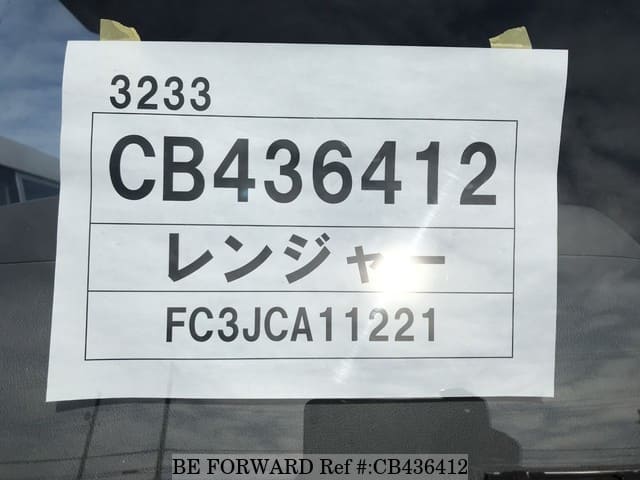 3233
CB436412
レンジャー
FC3JCA11221
BE FORWARD Ref #:CB436412